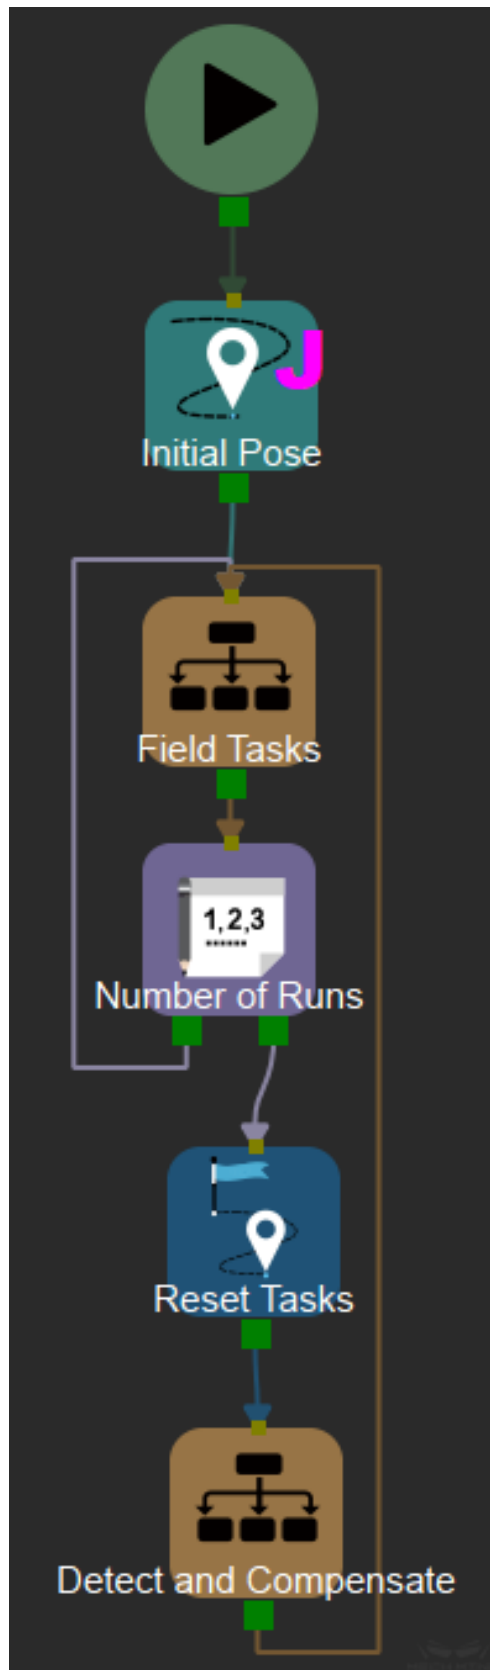 J
Initial Pose
Field Tasks
1,2,3
Number of Runs
Reset Tasks
Detect and Compensate